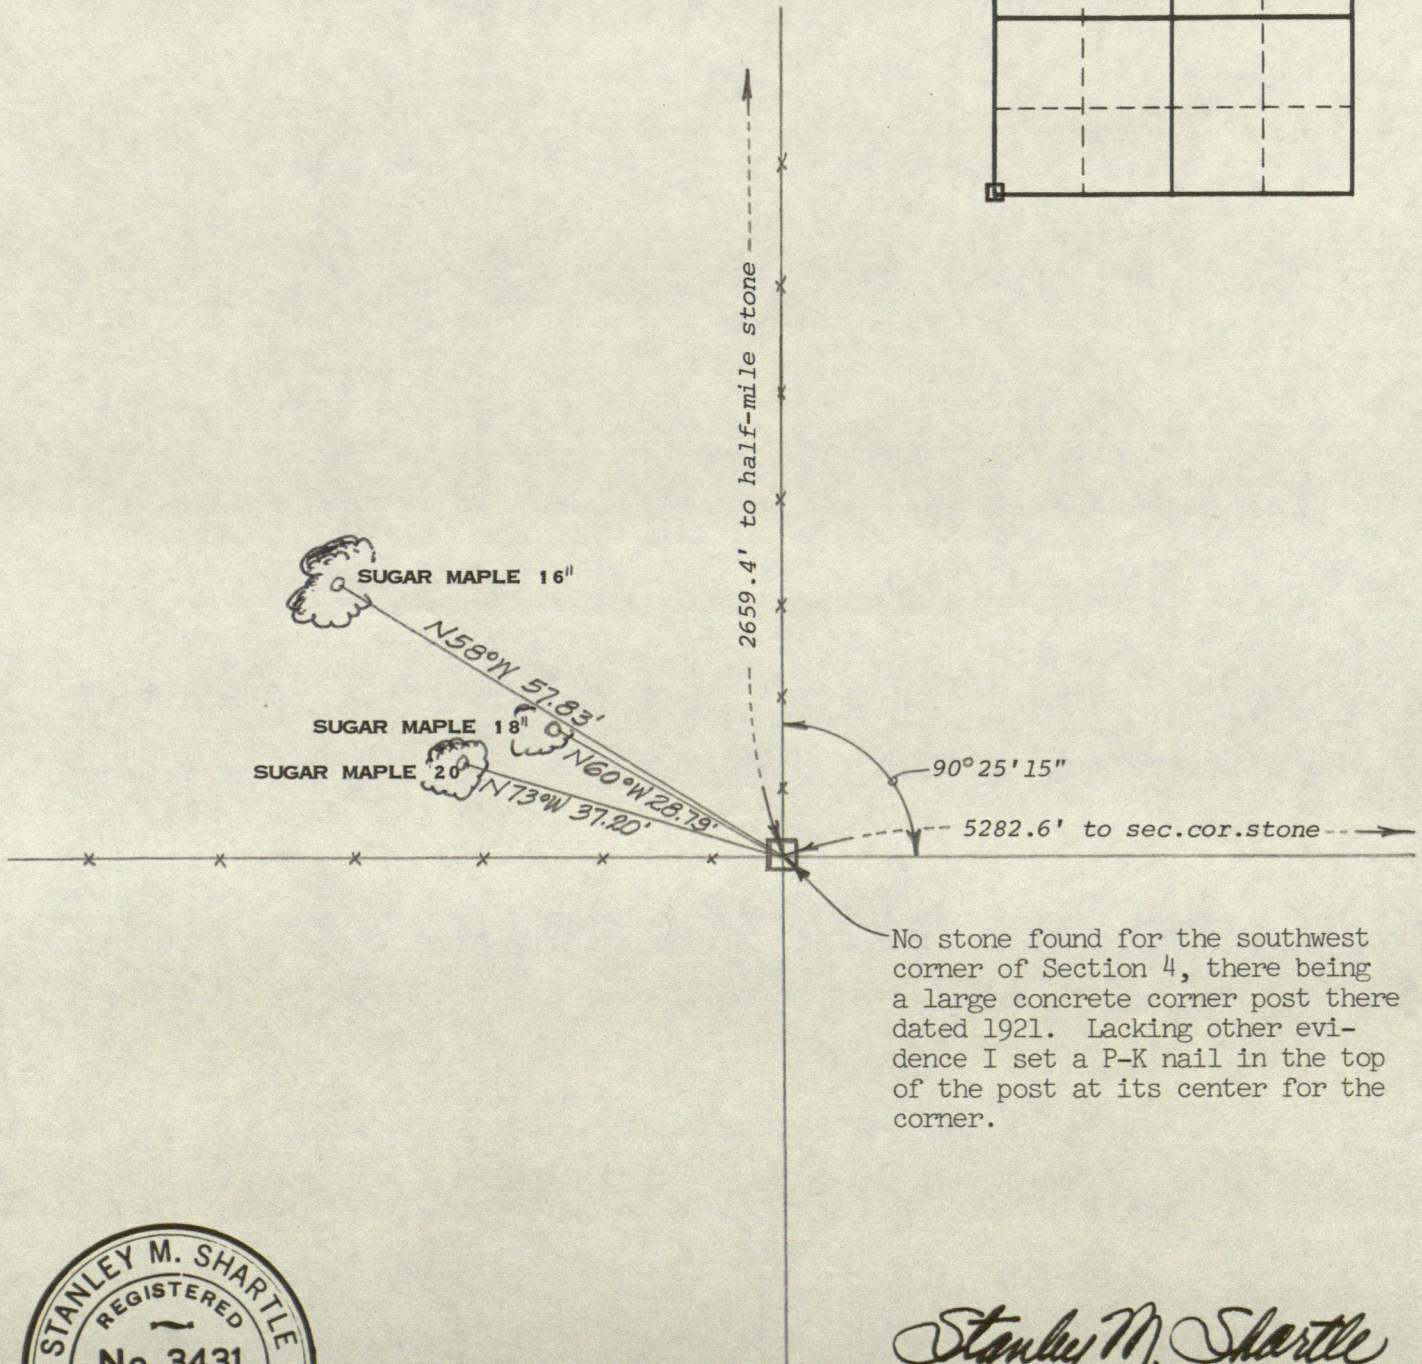 2659.4' to half-mile stone
SUGAR MAPLE 16"
N58°W 57.83'
SUGAR MAPLE 18"
N60°W 28.79'
SUGAR MAPLE 20"
N73°W 37.20'
90°25'15"
5282.6' to sec.cor.stone
No stone found for the southwest
corner of Section 4, there being
a large concrete corner post there
dated 1921.  Lacking other evi-
dence I set a P-K nail in the top
of the post at its center for the
corner.
STANLEY M. SHARTLE
REGISTERED
No. 3431
Stanley M. Shartle